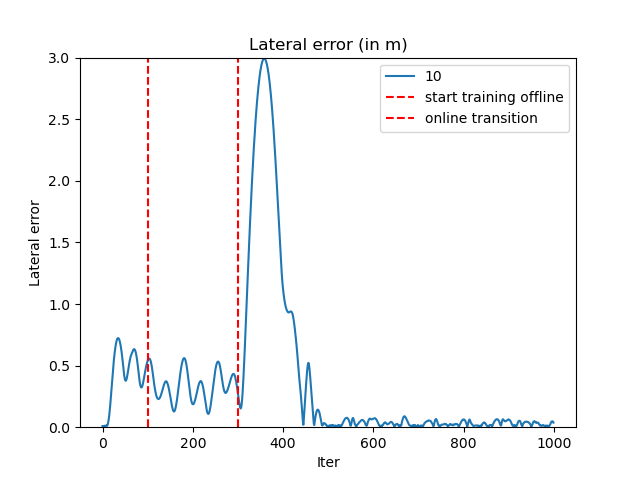 Lateral error (in m)
3.0
2.5
2.0
1.5
1.0
0.5
0.0
Lateral error
10
start training offline
online transition
0
200
400
600
800
1000
Iter